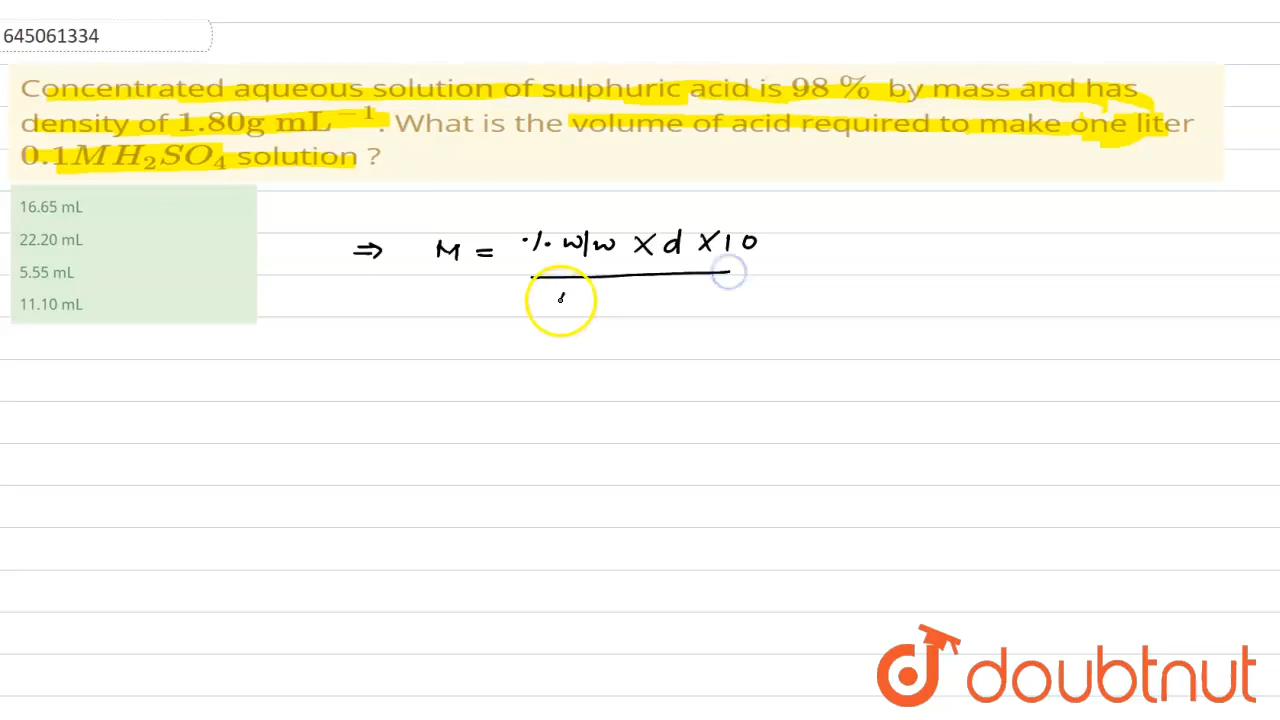 645061334
Concentrated aqueous solution of sulphuric acid is 98 % by mass and has
density of 1.80g mL⁻¹. What is the volume of acid required to make one liter
0.1MH₂SO₄ solution ?
16.65 mL
22.20 mL
5.55 mL
11.10 mL
⇒ M = % w/w × d × 10
doubtnut